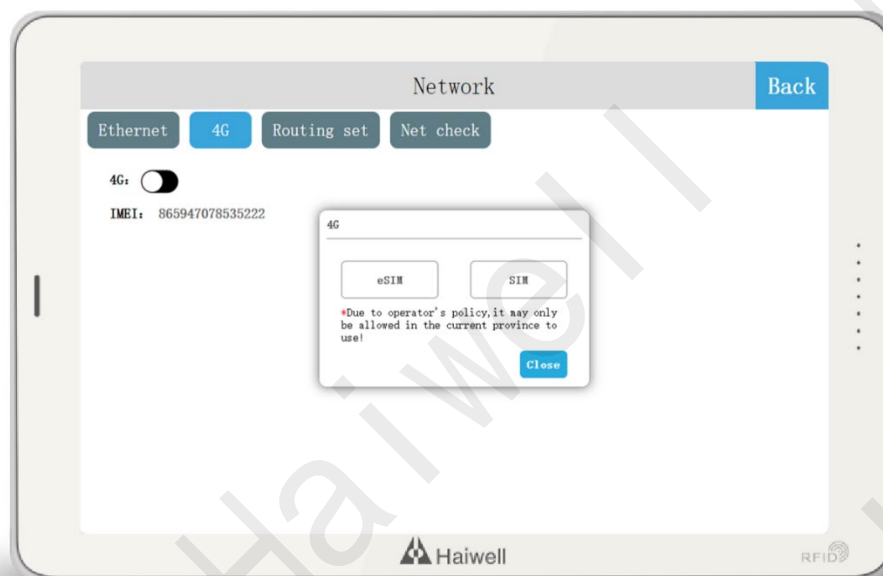 Network
Back
Ethernet
4G
Routing set
Net check
4G:
IMEI: 865947078535222
4G
eSIM
SIM
*Due to operator's policy,it may only
be allowed in the current province to
use!
Close
Haiwell
RFID
Haiwell